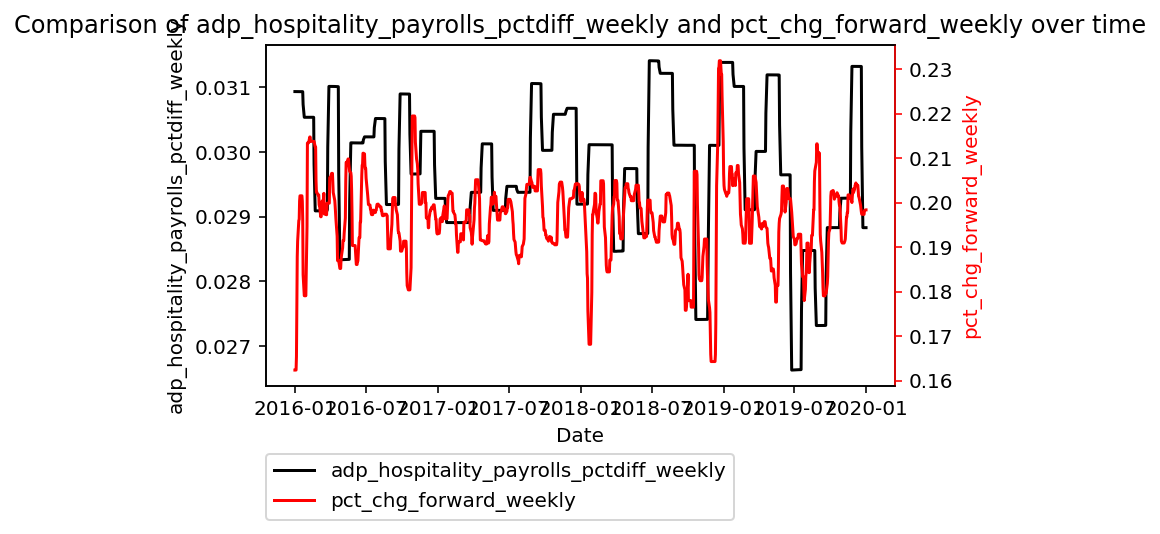 Comparison of adp_hospitality_payrolls_pctdiff_weekly and pct_chg_forward_weekly over time
adp_hospitality_payrolls_pctdiff_weekly
0.031
0.030
0.029
0.028
0.027
0.23
0.22
0.21
0.20
0.19
0.18
0.17
0.16
pct_chg_forward_weekly
2016-01 2016-07 2017-01 2017-07 2018-01 2018-07 2019-01 2019-07 2020-01
Date
adp_hospitality_payrolls_pctdiff_weekly
pct_chg_forward_weekly